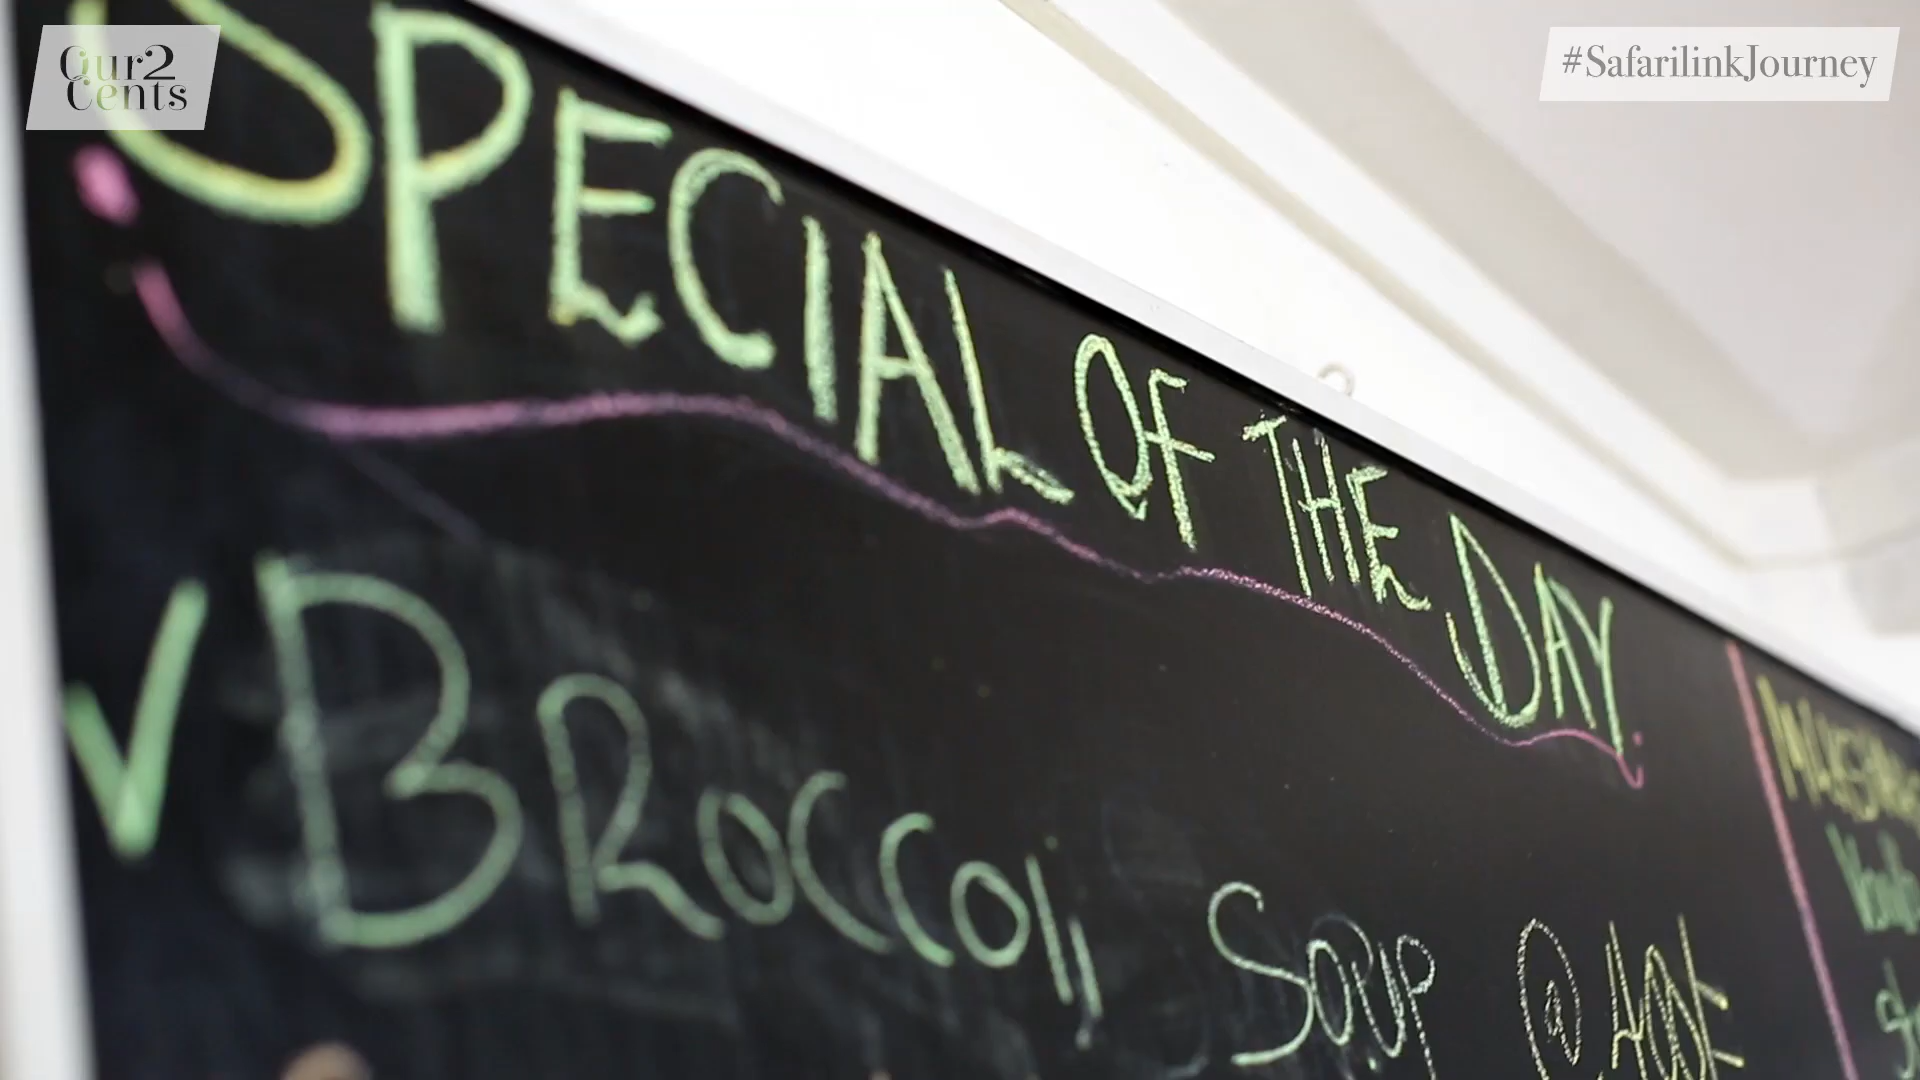 Our2
Cents
#SafarilinkJourney
SPECIAL OF THE DAY
BROCCOLI SOUP @